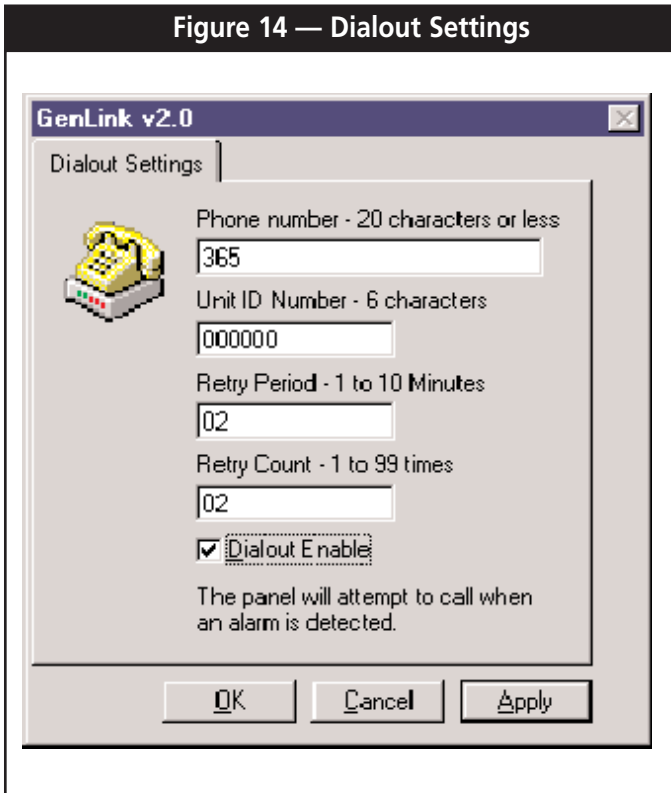 Figure 14 — Dialout Settings
GenLink v2.0
Dialout Settings
Phone number - 20 characters or less
365
Unit ID Number - 6 characters
000000
Retry Period - 1 to 10 Minutes
02
Retry Count - 1 to 99 times
02
Dialout Enable
The panel will attempt to call when
an alarm is detected.
OK Cancel Apply